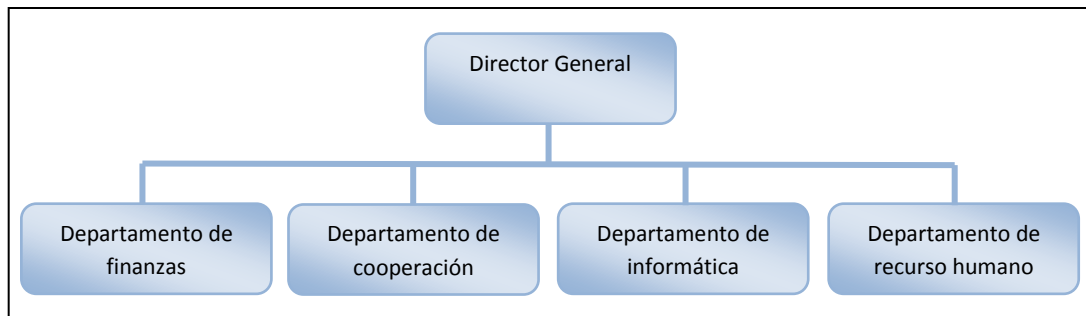 Director General
Departamento de
finanzas
Departamento de
cooperación
Departamento de
informática
Departamento de
recurso humano